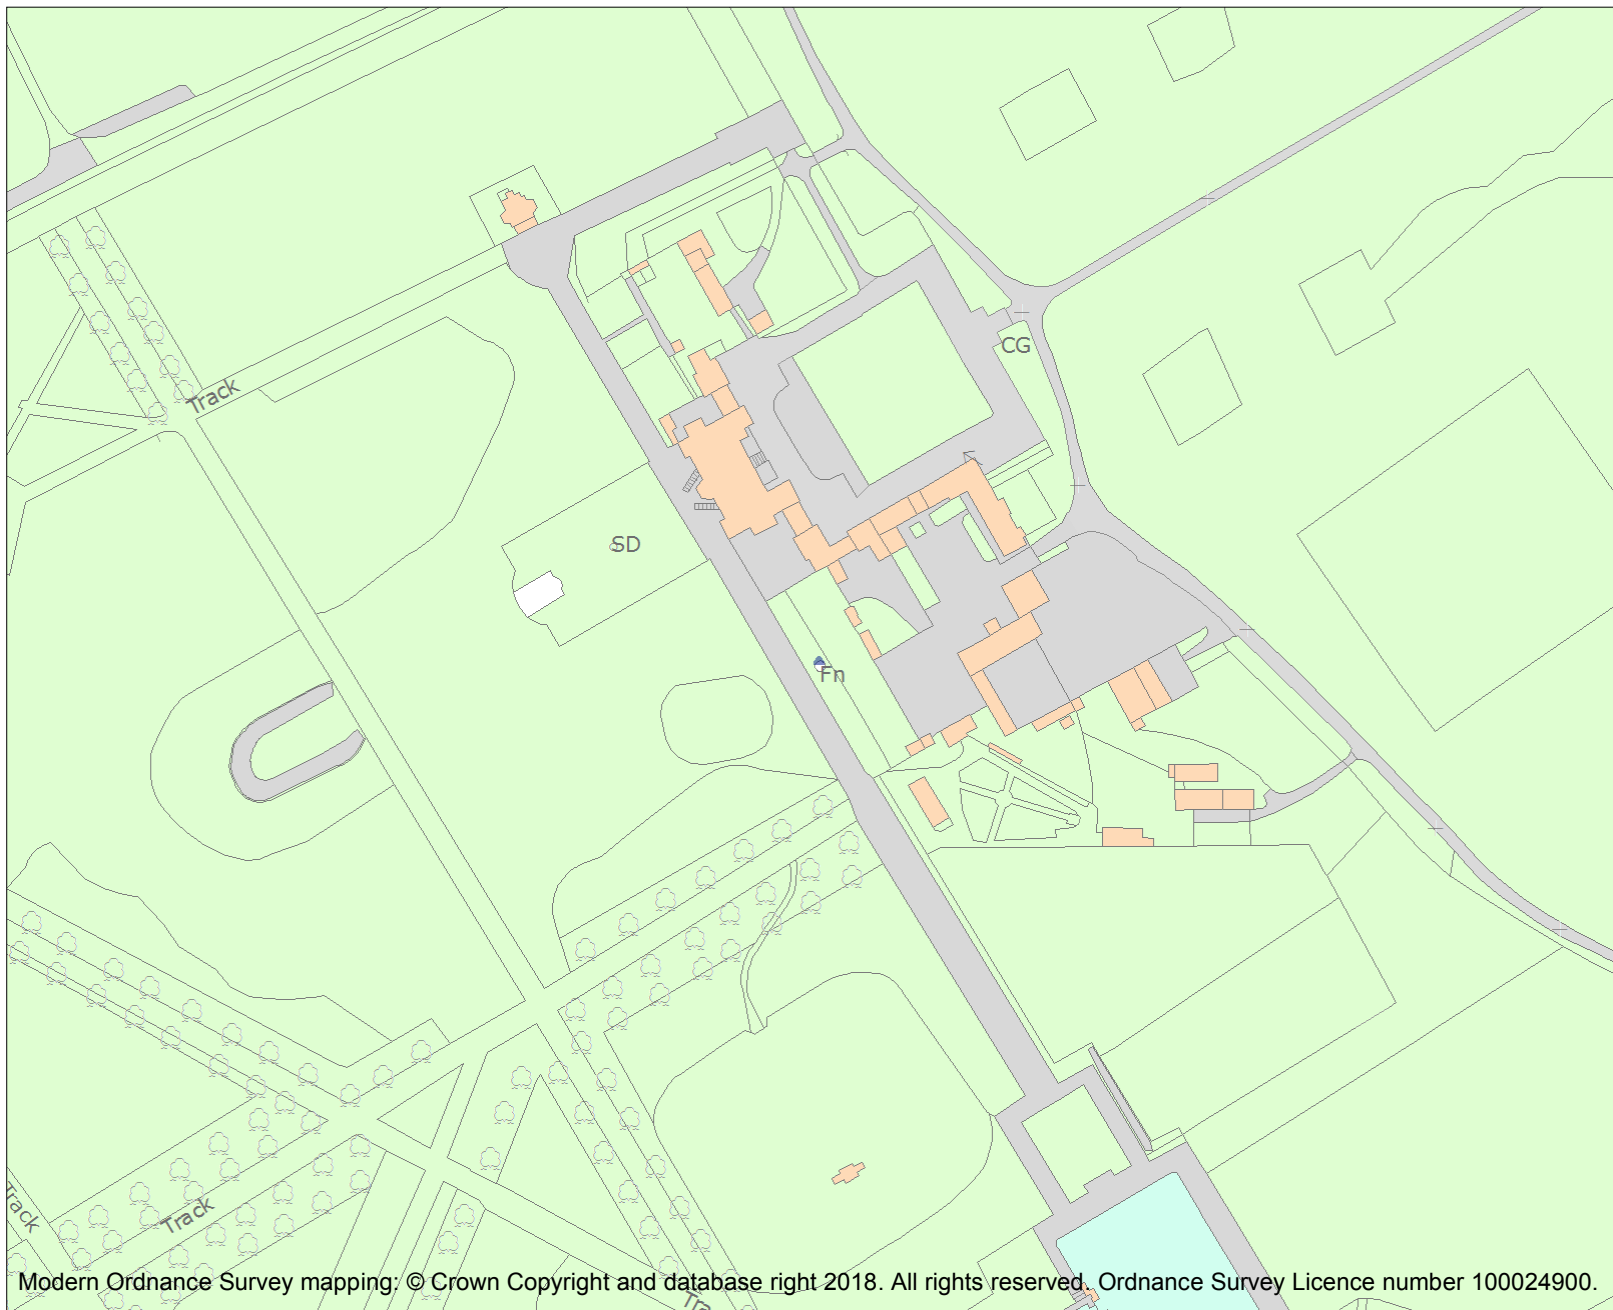 Track
CG
SD
Fn
Track
Track
Modern Ordnance Survey mapping: © Crown Copyright and database right 2018. All rights reserved. Ordnance Survey Licence number 100024900.